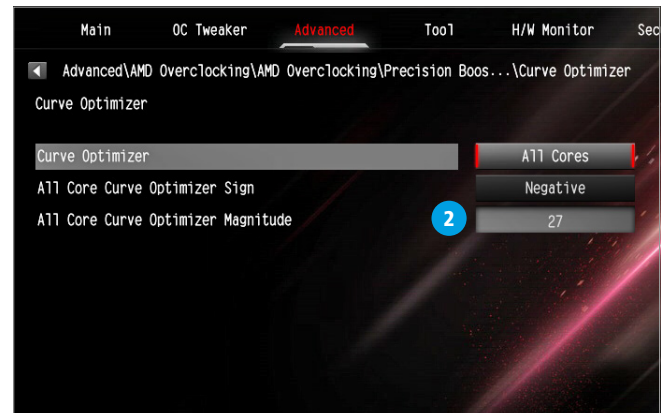 Main OC Tweaker Advanced Tool H/W Monitor Sec
Advanced\AMD Overclocking\AMD Overclocking\Precision Boos...\Curve Optimizer
Curve Optimizer
Curve Optimizer All Cores
All Core Curve Optimizer Sign Negative
All Core Curve Optimizer Magnitude 2 27